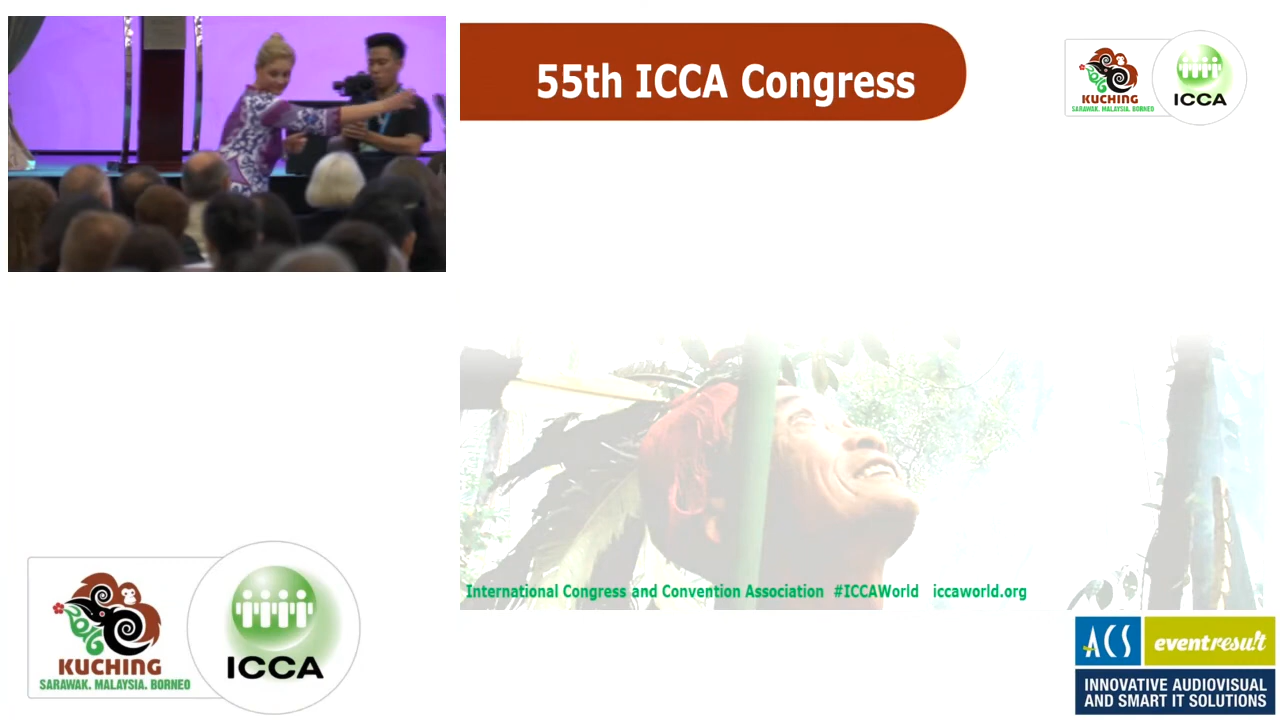 55th ICCA Congress
KUCHING
SARAWAK. MALAYSIA. BORNEO
ICCA
International Congress and Convention Association #ICCAWorld iccaworld.org
2016
KUCHING
SARAWAK. MALAYSIA. BORNEO
ICCA
ACS
eventresult
INNOVATIVE AUDIOVISUAL
AND SMART IT SOLUTIONS